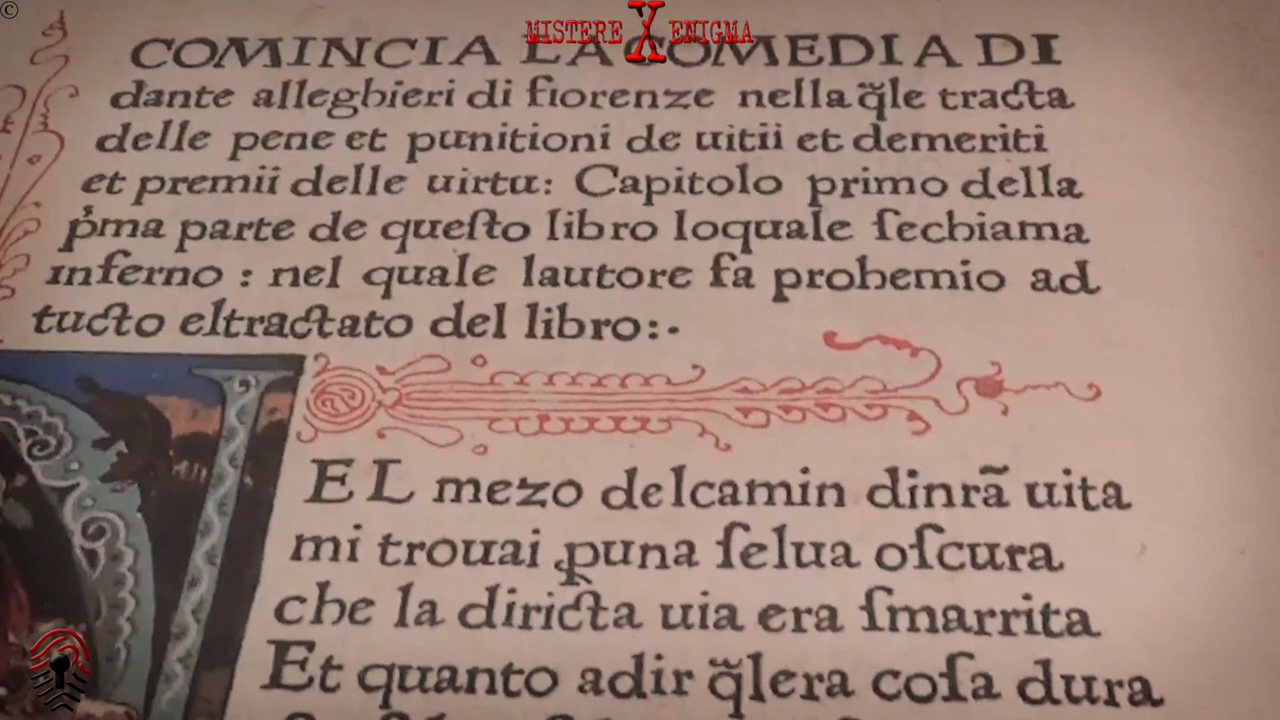 ©
MISTERE X ENIGMA
COMINCIA LA COMEDIA DI
dante alleghieri di fiorenze nella q̃le tracta
delle pene et punitioni de uitii et demeriti
et premii delle uirtu: Capitolo primo della
p̃ma parte de queſto libro loquale ſechiama
inferno : nel quale lautore fa prohemio ad
tucto eltractato del libro:·
N
EL mezo delcamin dinr̃a uita
mi trouai ꝑuna ſelua oſcura
che la diricta uia era ſmarrita
Et quanto adir q̃lera coſa dura